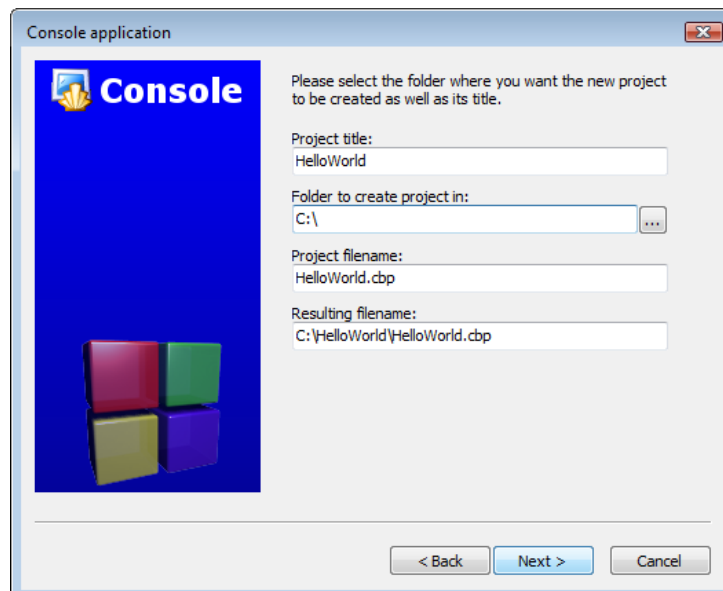 Console application
Console
Please select the folder where you want the new project
to be created as well as its title.
Project title:
HelloWorld
Folder to create project in:
C:\
...
Project filename:
HelloWorld.cbp
Resulting filename:
C:\HelloWorld\HelloWorld.cbp
< Back
Next >
Cancel